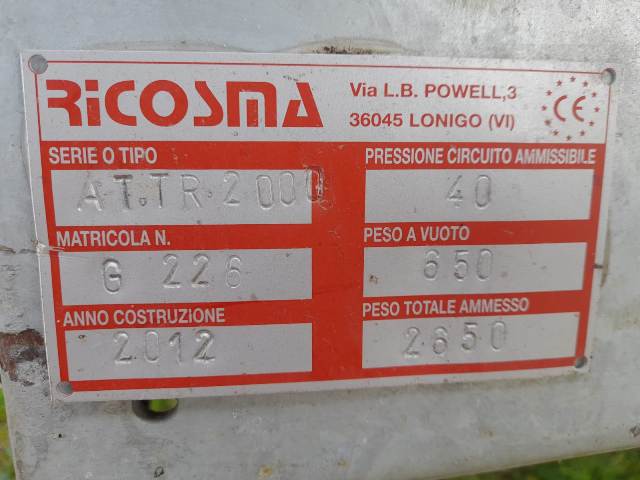 RICOSMA
Via L.B. POWELL,3
36045 LONIGO (VI)
CE
SERIE O TIPO
AT.TR.2000
PRESSIONE CIRCUITO AMMISSIBILE
40
MATRICOLA N.
G 226
PESO A VUOTO
650
ANNO COSTRUZIONE
2012
PESO TOTALE AMMESSO
2650